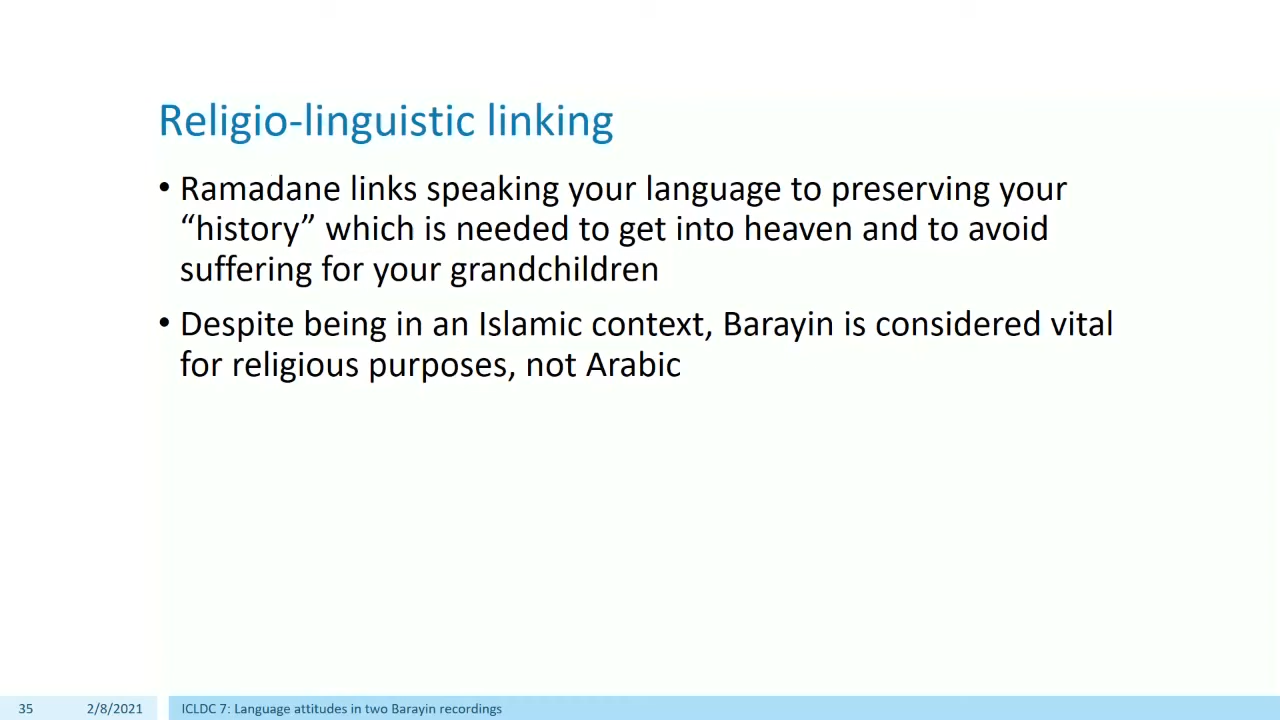 Religio-linguistic linking
• Ramadane links speaking your language to preserving your
“history” which is needed to get into heaven and to avoid
suffering for your grandchildren
• Despite being in an Islamic context, Barayin is considered vital
for religious purposes, not Arabic
35 2/8/2021 ICLDC 7: Language attitudes in two Barayin recordings